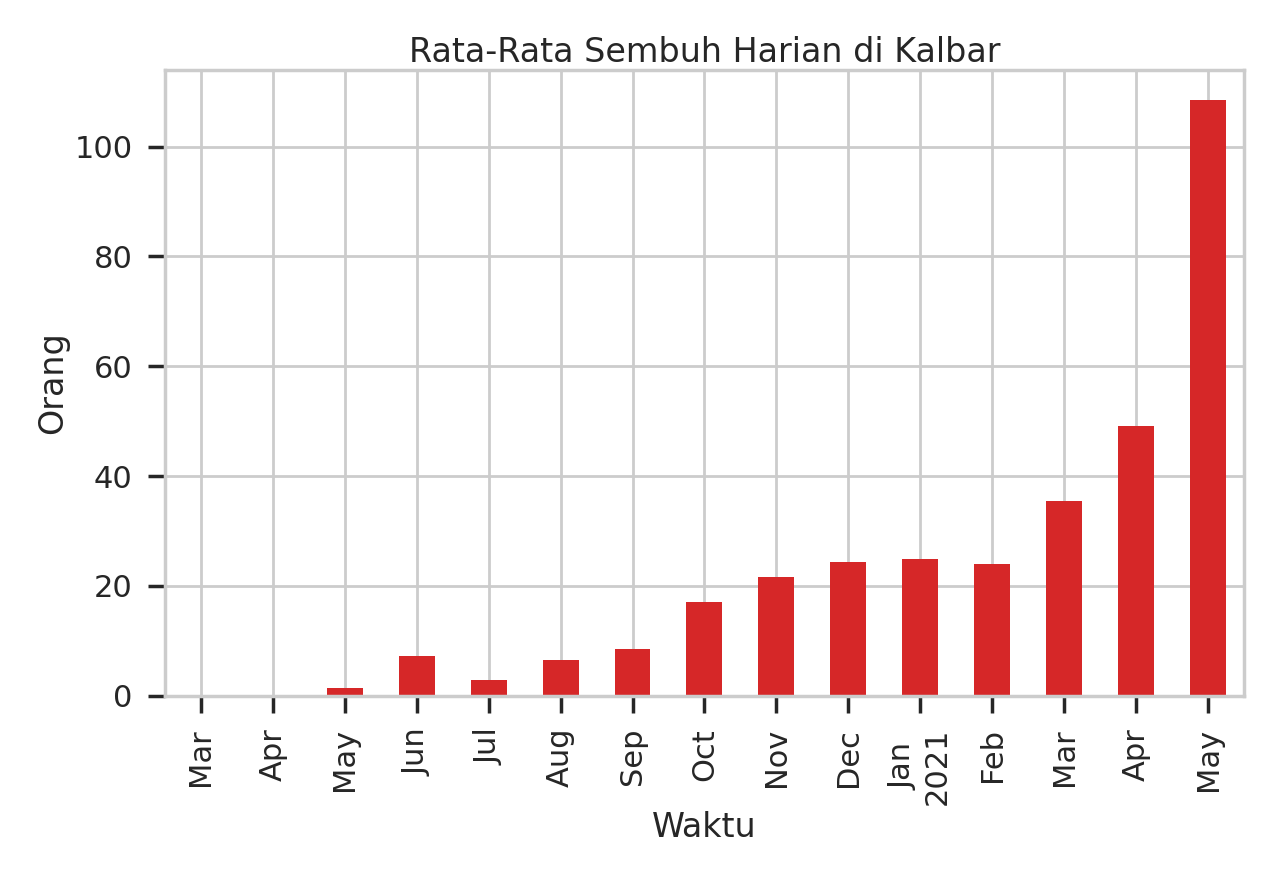 Rata-Rata Sembuh Harian di Kalbar
100
80
60
40
20
0
Orang
Mar
Apr
May
Jun
Jul
Aug
Sep
Oct
Nov
Dec
Jan
2021
Feb
Mar
Apr
May
Waktu